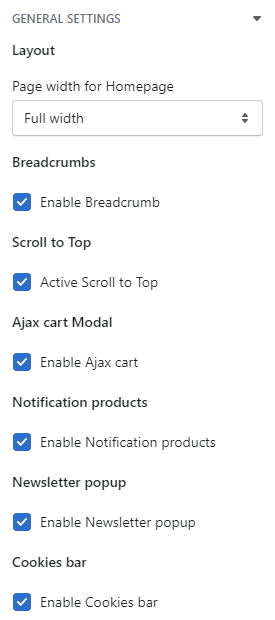 GENERAL SETTINGS
Layout
Page width for Homepage
Full width
Breadcrumbs
Enable Breadcrumb
Scroll to Top
Active Scroll to Top
Ajax cart Modal
Enable Ajax cart
Notification products
Enable Notification products
Newsletter popup
Enable Newsletter popup
Cookies bar
Enable Cookies bar